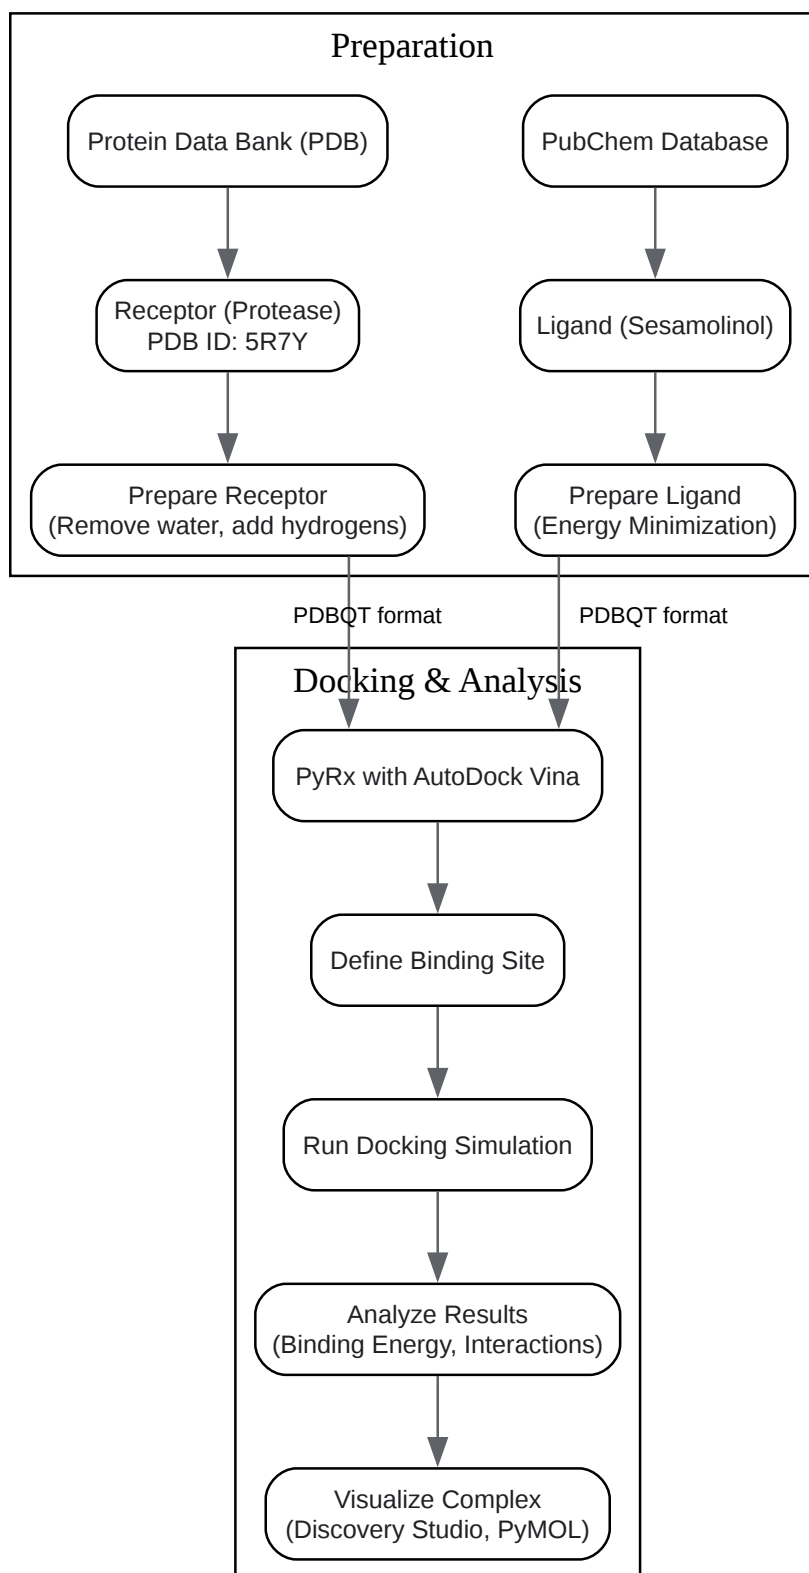 Preparation
Protein Data Bank (PDB)
PubChem Database
Receptor (Protease)
PDB ID: 5R7Y
Ligand (Sesamolinol)
Prepare Receptor
(Remove water, add hydrogens)
Prepare Ligand
(Energy Minimization)
PDBQT format
PDBQT format
Docking & Analysis
PyRx with AutoDock Vina
Define Binding Site
Run Docking Simulation
Analyze Results
(Binding Energy, Interactions)
Visualize Complex
(Discovery Studio, PyMOL)